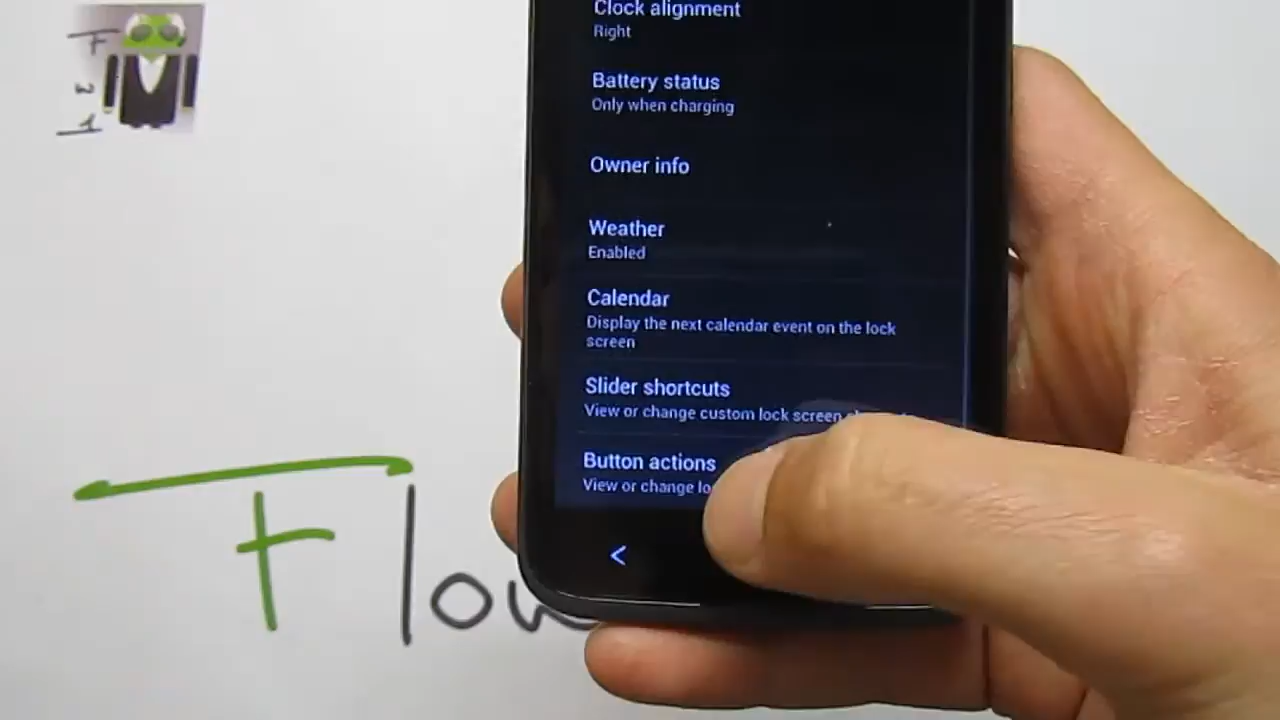 Clock alignment
Right
Battery status
Only when charging
Owner info
Weather
Enabled
Calendar
Display the next calendar event on the lock
screen
Slider shortcuts
View or change custom lock screen
Button actions
View or change
Flow